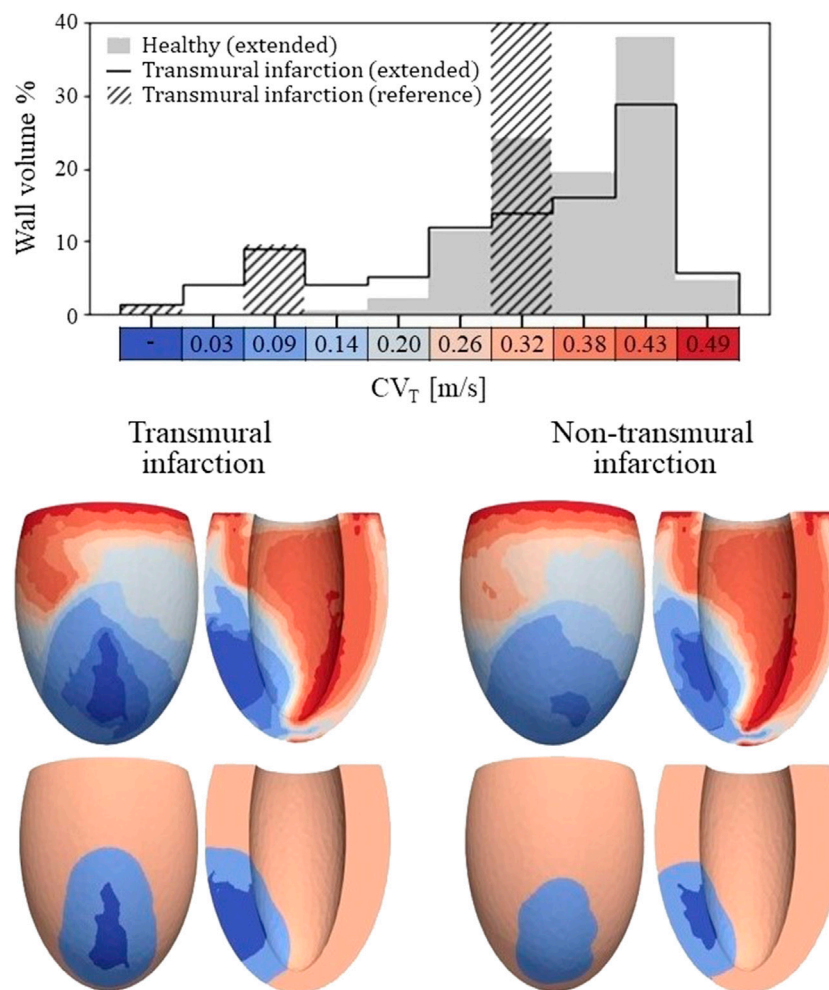 40
30
20
10
0
Wall volume %
Healthy (extended)
Transmural infarction (extended)
Transmural infarction (reference)
- 0.03 0.09 0.14 0.20 0.26 0.32 0.38 0.43 0.49
CV_T [m/s]
Transmural
infarction
Non-transmural
infarction